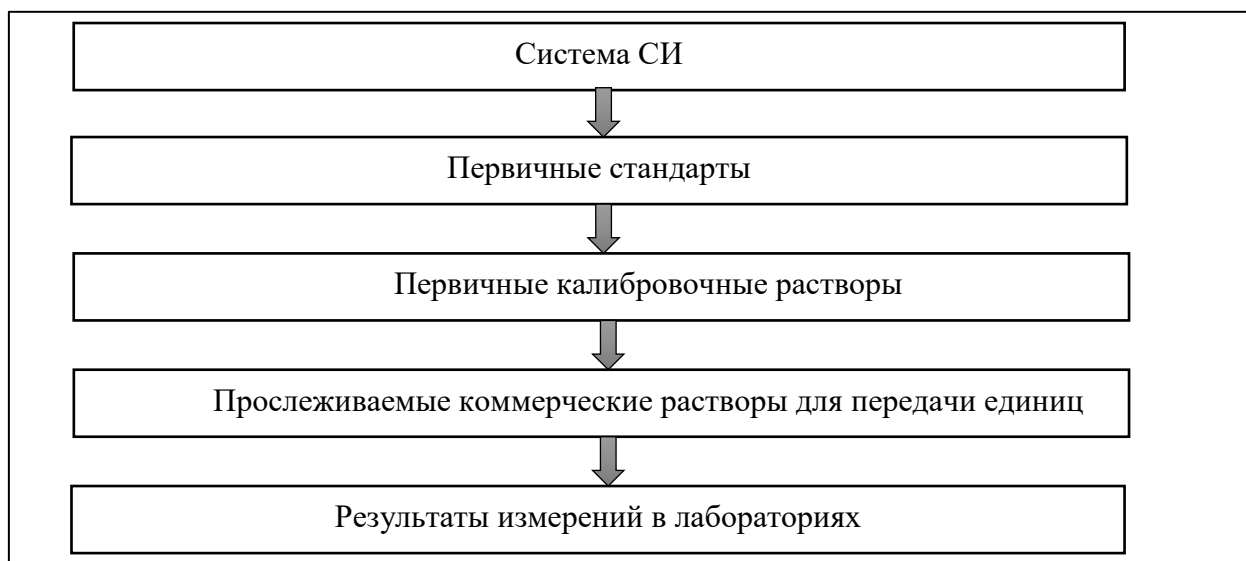 Система СИ
Первичные стандарты
Первичные калибровочные растворы
Прослеживаемые коммерческие растворы для передачи единиц
Результаты измерений в лабораториях